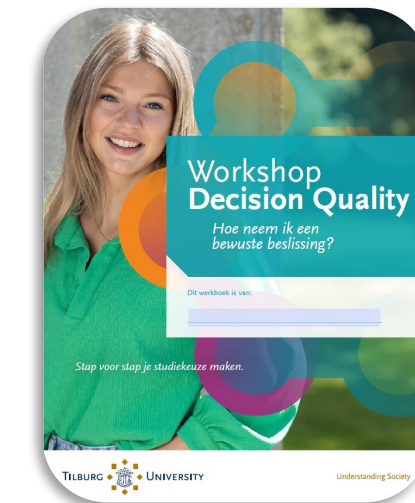 Workshop
Decision Quality
Hoe neem ik een
bewuste beslissing?
Dit werkboek is van:
Stap voor stap je studiekeuze maken.
TILBURG UNIVERSITY
Understanding Society